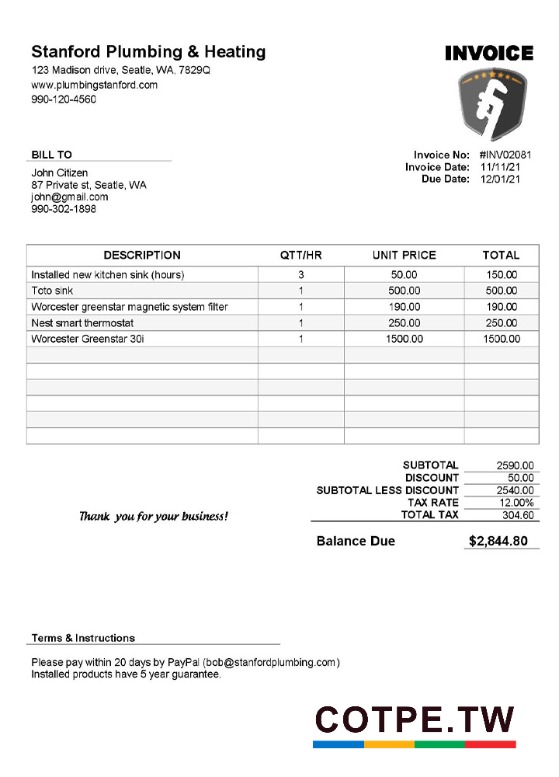 Stanford Plumbing & Heating
INVOICE
123 Madison drive, Seatle, WA, 7829Q
www.plumbingstanford.com
990-120-4560
BILL TO
Invoice No: #INV02081
Invoice Date: 11/11/21
Due Date: 12/01/21
John Citizen
87 Private st, Seatle, WA
john@gmail.com
990-302-1898
DESCRIPTION QTT/HR UNIT PRICE TOTAL
Installed new kitchen sink (hours) 3 50.00 150.00
Toto sink 1 500.00 500.00
Worcester greenstar magnetic system filter 1 190.00 190.00
Nest smart thermostat 1 250.00 250.00
Worcester Greenstar 30i 1 1500.00 1500.00
SUBTOTAL 2590.00
DISCOUNT 50.00
SUBTOTAL LESS DISCOUNT 2540.00
TAX RATE 12.00%
TOTAL TAX 304.60
Thank you for your business!
Balance Due $2,844.80
Terms & Instructions
Please pay within 20 days by PayPal (bob@stanfordplumbing.com)
Installed products have 5 year guarantee.
COTPE.TW